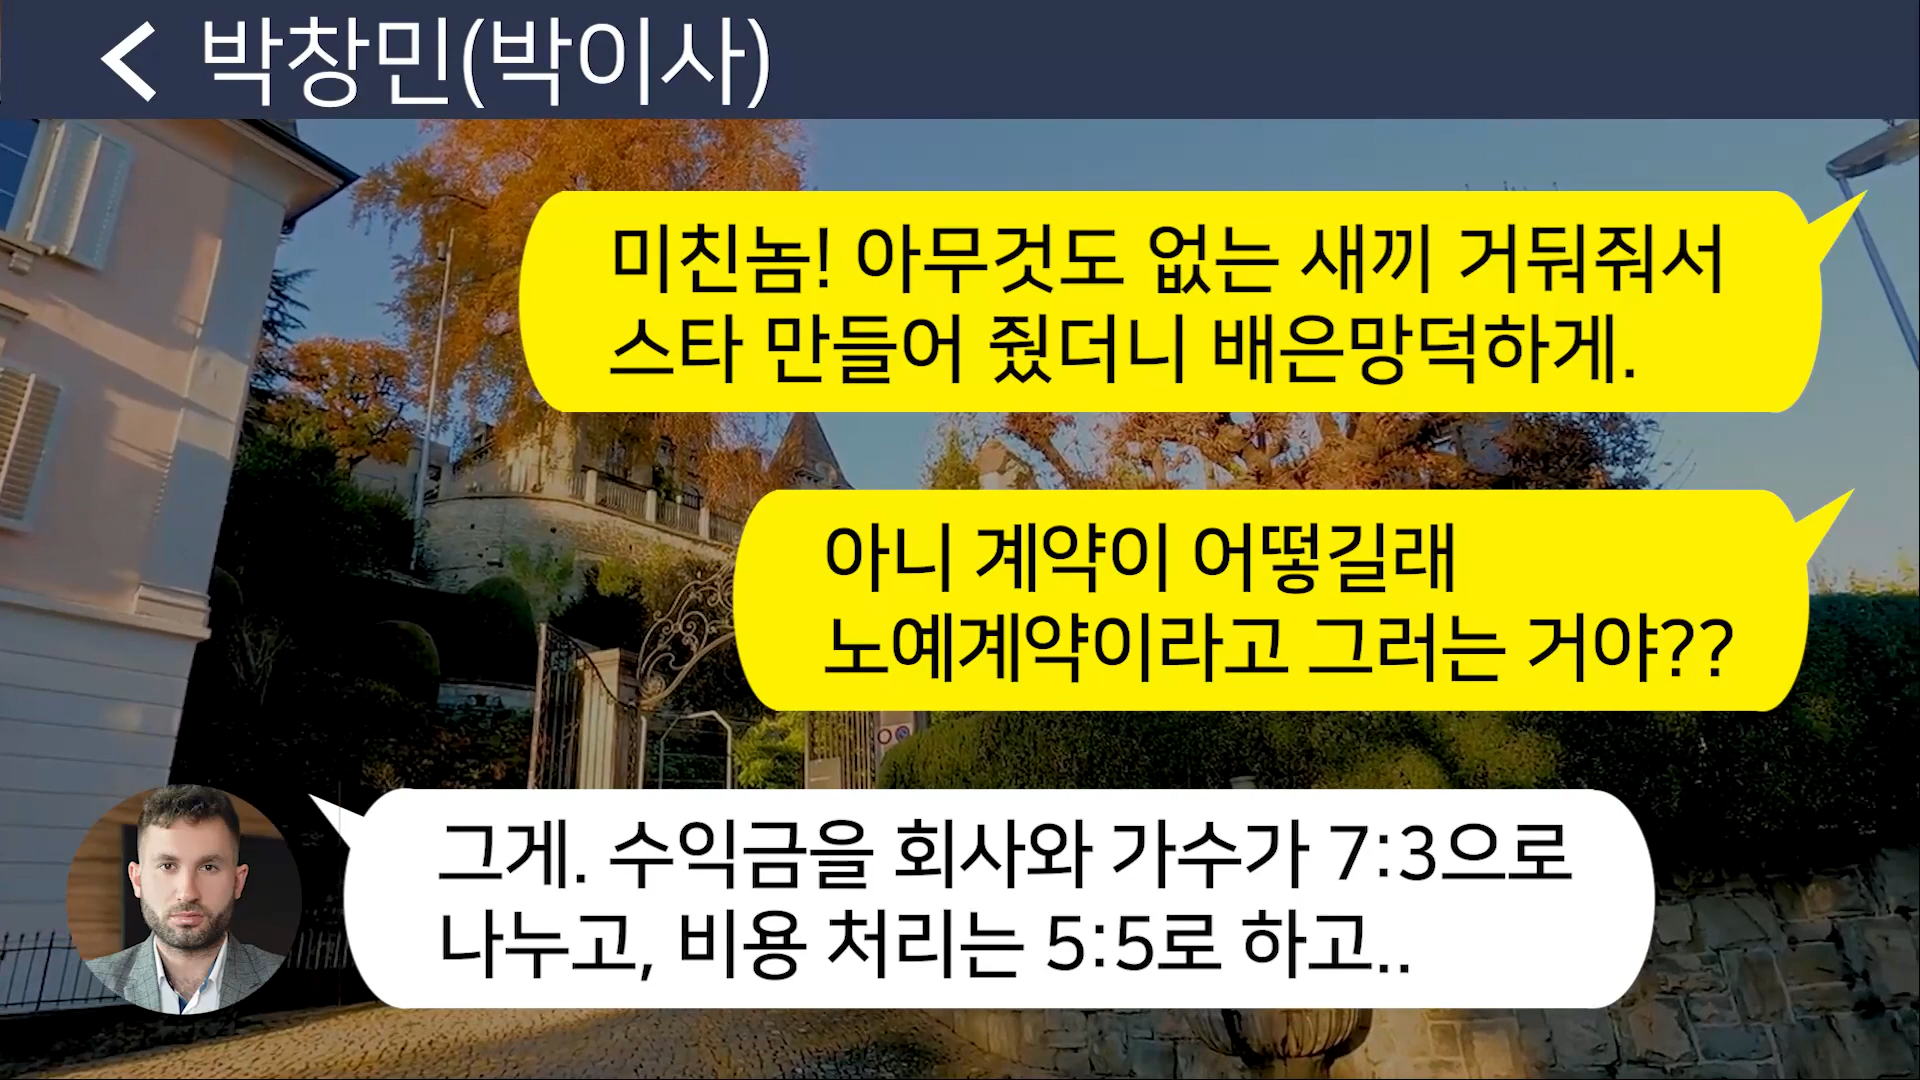 박창민(박이사)
미친놈! 아무것도 없는 새끼 거둬줘서
스타 만들어 줬더니 배은망덕하게.
아니 계약이 어떻길래
노예계약이라고 그러는 거야??
그게. 수익금을 회사와 가수가 7:3으로
나누고, 비용 처리는 5:5로 하고..